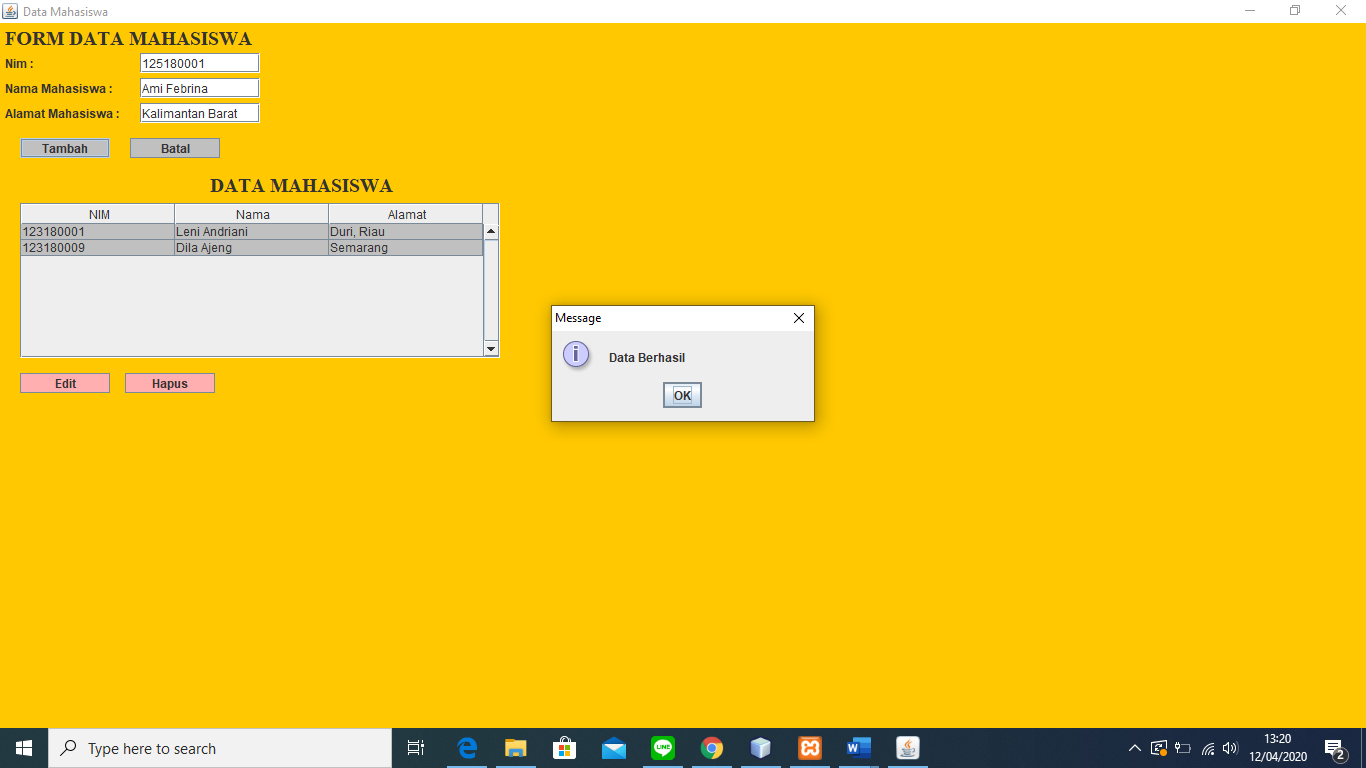 Data Mahasiswa
FORM DATA MAHASISWA
Nim : 125180001
Nama Mahasiswa : Ami Febrina
Alamat Mahasiswa : Kalimantan Barat
Tambah Batal
DATA MAHASISWA
NIM Nama Alamat
123180001 Leni Andriani Duri, Riau
123180009 Dila Ajeng Semarang
Edit Hapus
Message
Data Berhasil
OK
Type here to search
LINE
W
13:20
12/04/2020
2